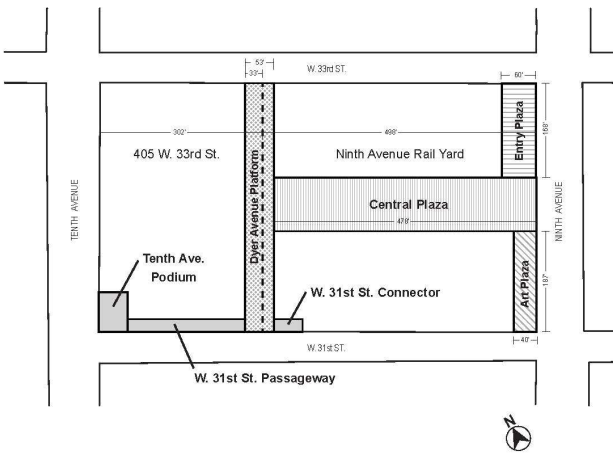 53'
33'
W. 33rd ST.
60'
302'
498'
168'
Entry Plaza
405 W. 33rd St.
Ninth Avenue Rail Yard
TENTH AVENUE
Dyer Avenue Platform
Central Plaza
478'
NINTH AVENUE
Tenth Ave.
Podium
W. 31st St. Connector
Art Plaza
187'
W. 31st ST.
40'
W. 31st St. Passageway
N